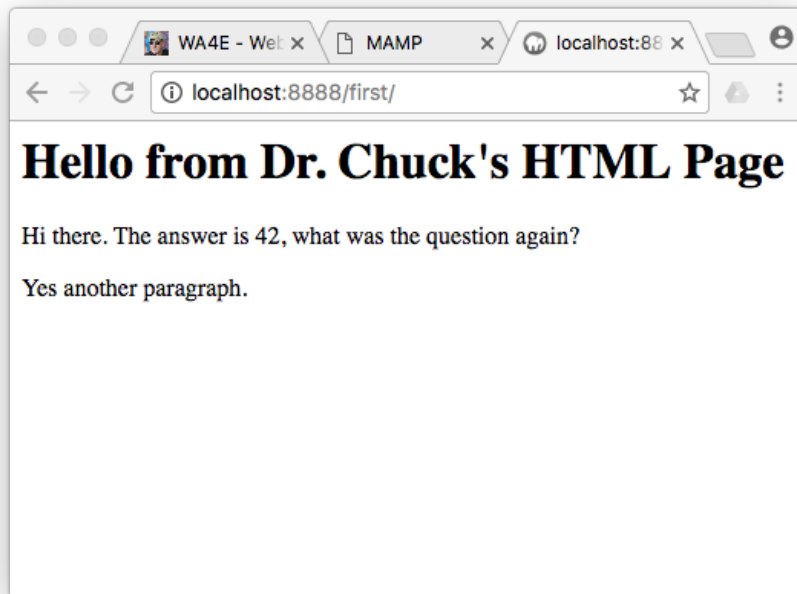 WA4E - Web
MAMP
localhost:88
localhost:8888/first/
Hello from Dr. Chuck's HTML Page
Hi there. The answer is 42, what was the question again?
Yes another paragraph.